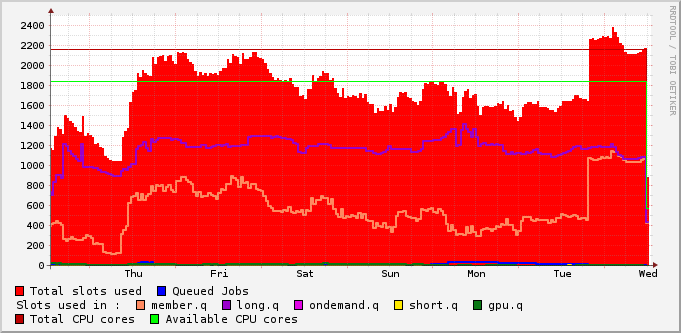 RRDTOOL / TOBI OETIKER
2400
2200
2000
1800
1600
1400
1200
1000
800
600
400
200
0
Thu Fri Sat Sun Mon Tue Wed
Total slots used Queued Jobs
Slots used in : member.q long.q ondemand.q short.q gpu.q
Total CPU cores Available CPU cores